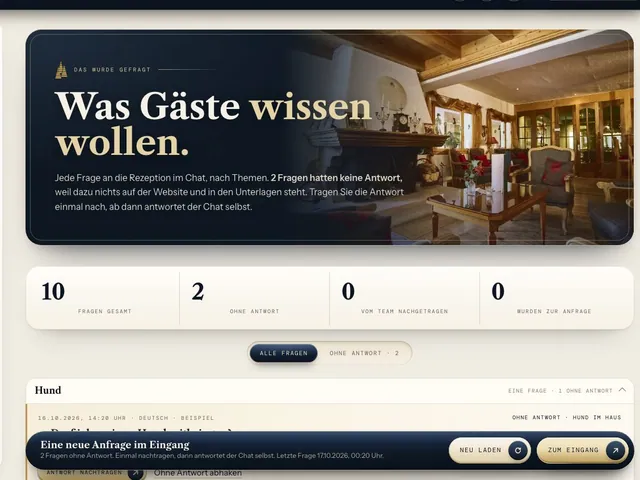 DAS WURDE GEFRAGT
Was Gäste wissen
wollen.
Jede Frage an die Rezeption im Chat, nach Themen. 2 Fragen hatten keine Antwort,
weil dazu nichts auf der Website und in den Unterlagen steht. Tragen Sie die Antwort
einmal nach, ab dann antwortet der Chat selbst.
10
FRAGEN GESAMT
2
OHNE ANTWORT
0
VOM TEAM NACHGETRAGEN
0
WURDEN ZUR ANFRAGE
ALLE FRAGEN
OHNE ANTWORT · 2
Hund
EINE FRAGE · 1 OHNE ANTWORT
16.10.2026, 14:20 UHR · DEUTSCH · BEISPIEL
OHNE ANTWORT · HUND IM HAUS
Eine neue Anfrage im Eingang
2 Fragen ohne Antwort. Einmal nachtragen, dann antwortet der Chat selbst. Letzte Frage 17.10.2026, 00:20 Uhr.
NEU LADEN
ZUM EINGANG
ANTWORT NACHTRAGEN
Ohne Antwort abhaken